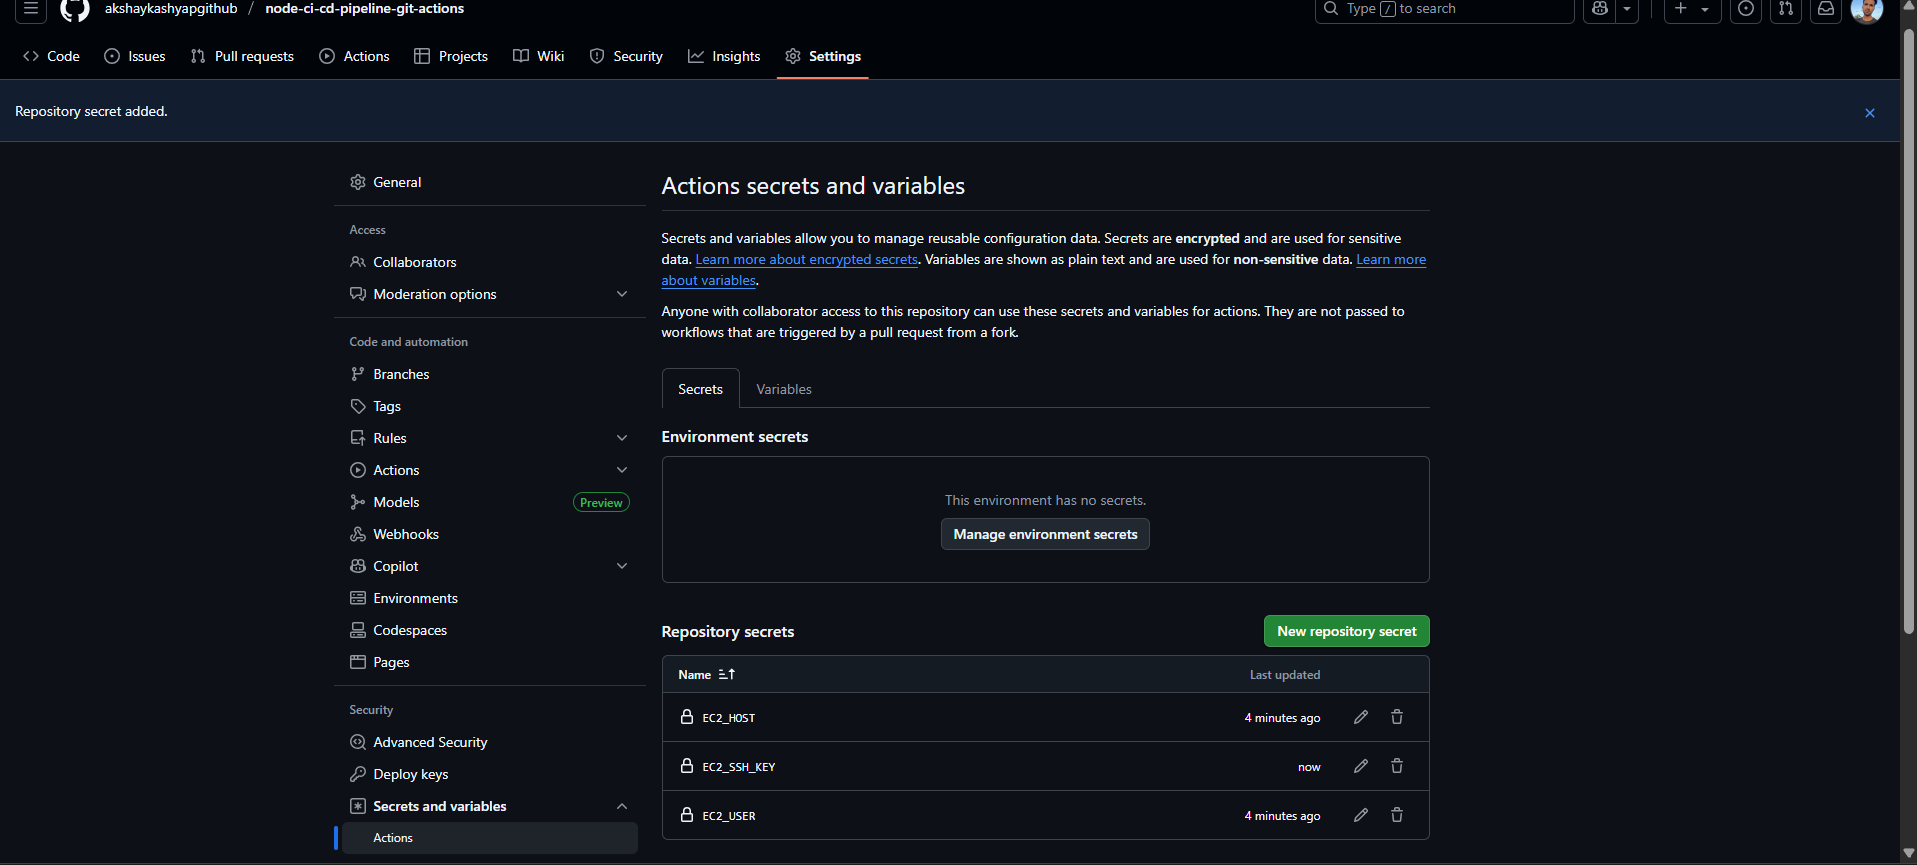 akshaykashyapgithub / node-ci-cd-pipeline-git-actions
Type / to search
Code Issues Pull requests Actions Projects Wiki Security Insights Settings
Repository secret added.
General
Access
Collaborators
Moderation options
Code and automation
Branches
Tags
Rules
Actions
Models Preview
Webhooks
Copilot
Environments
Codespaces
Pages
Security
Advanced Security
Deploy keys
Secrets and variables
Actions
Actions secrets and variables
Secrets and variables allow you to manage reusable configuration data. Secrets are encrypted and are used for sensitive
data. Learn more about encrypted secrets. Variables are shown as plain text and are used for non-sensitive data. Learn more
about variables.
Anyone with collaborator access to this repository can use these secrets and variables for actions. They are not passed to
workflows that are triggered by a pull request from a fork.
Secrets Variables
Environment secrets
This environment has no secrets.
Manage environment secrets
Repository secrets New repository secret
Name Last updated
EC2_HOST 4 minutes ago
EC2_SSH_KEY now
EC2_USER 4 minutes ago